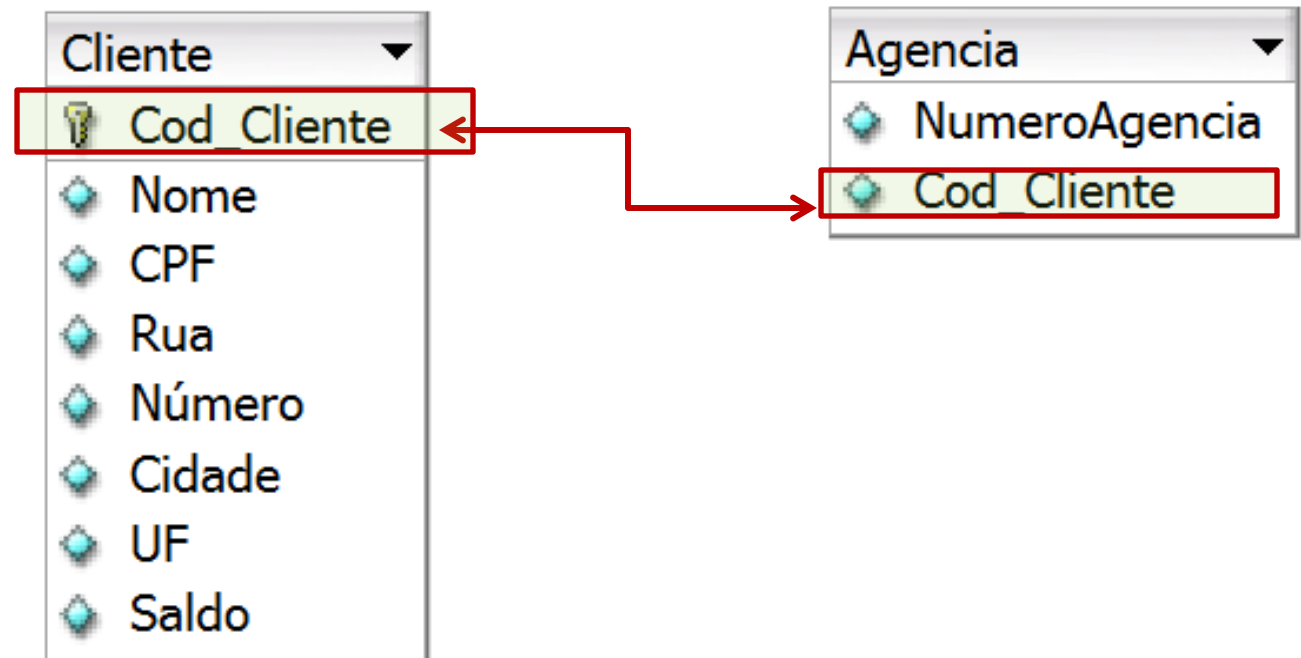 Cliente
Cod_Cliente
Nome
CPF
Rua
Número
Cidade
UF
Saldo
Agencia
NumeroAgencia
Cod_Cliente